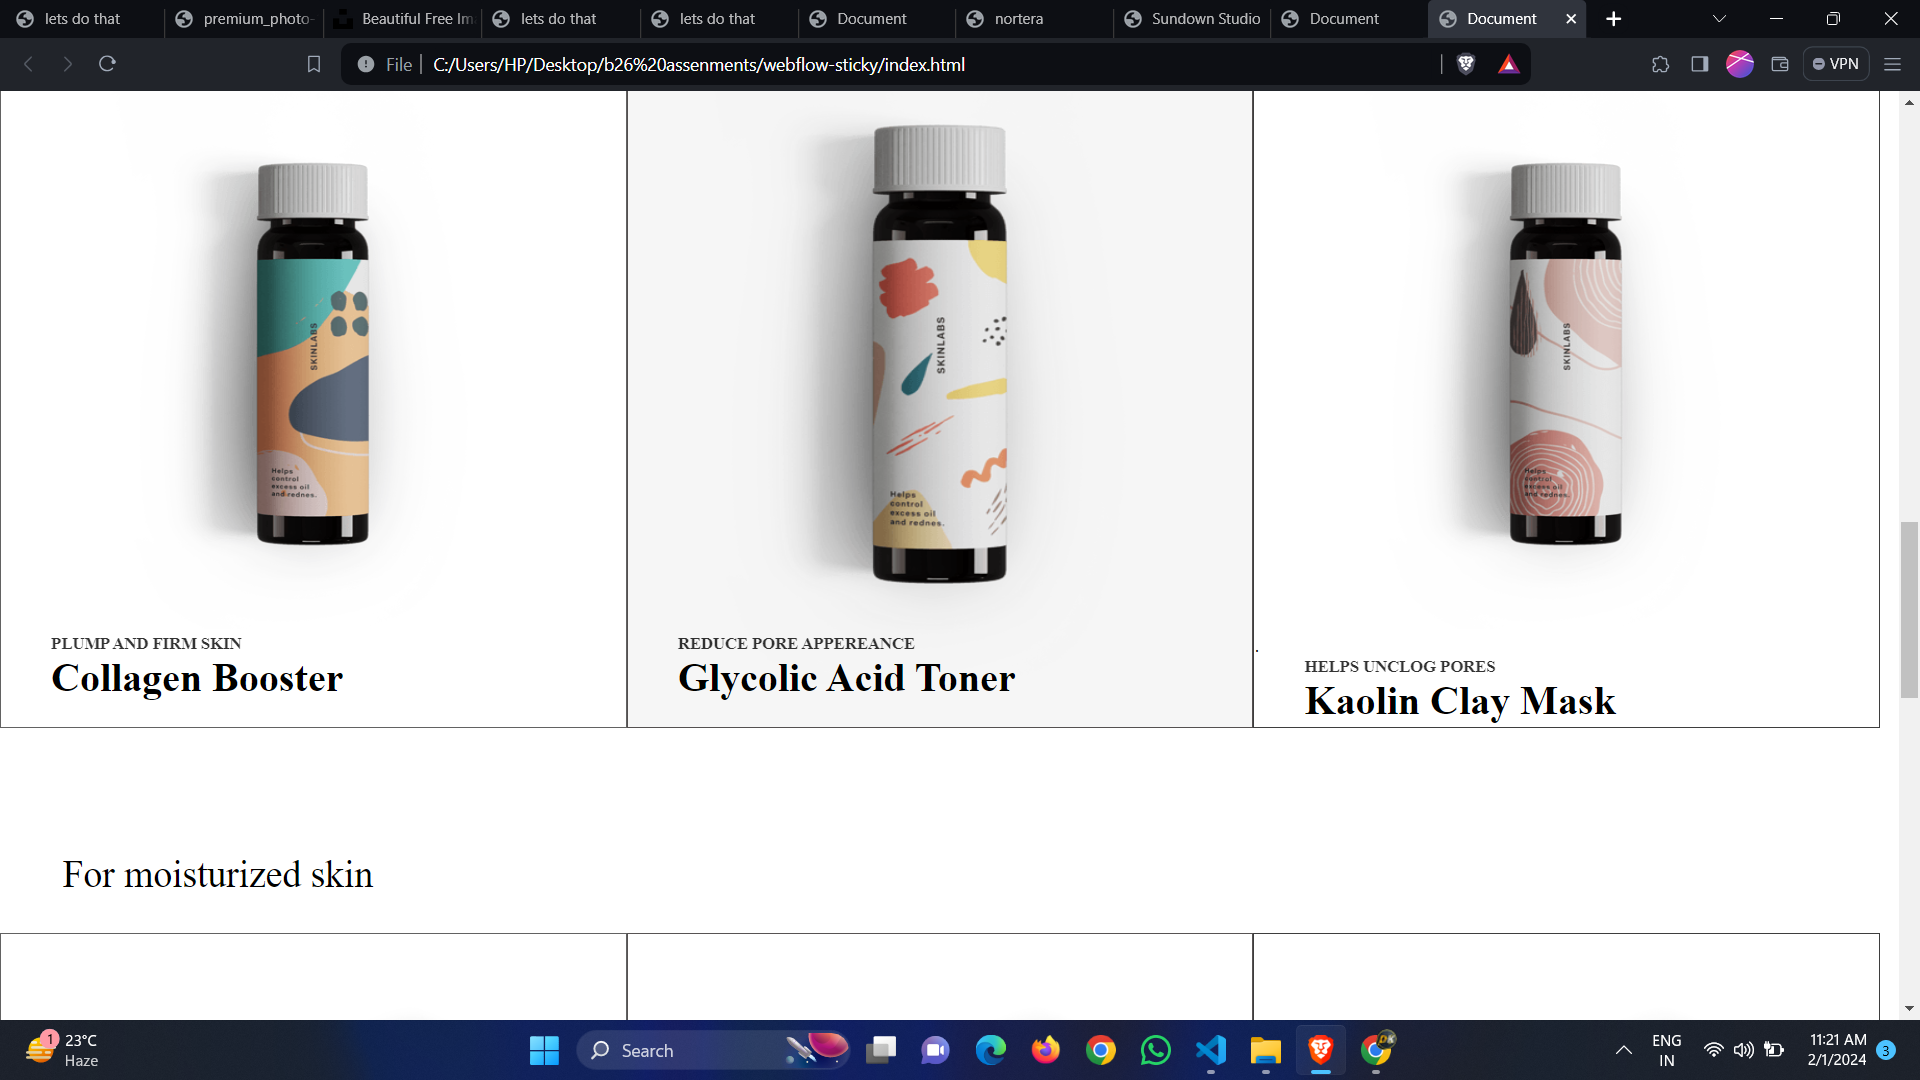 lets do that
premium_photo-
Beautiful Free Im
lets do that
lets do that
Document
nortera
Sundown Studio
Document
Document
File
C:/Users/HP/Desktop/b26%20assenments/webflow-sticky/index.html
VPN
SKINLABS
Helps
control
excess oil
and rednes.
SKINLABS
Helps
control
excess oil
and rednes.
SKINLABS
Helps
control
excess oil
and rednes.
PLUMP AND FIRM SKIN
Collagen Booster
REDUCE PORE APPEREANCE
Glycolic Acid Toner
.
HELPS UNCLOG PORES
Kaolin Clay Mask
For moisturized skin
1
23°C
Haze
Search
DK
ENG
IN
11:21 AM
2/1/2024
3